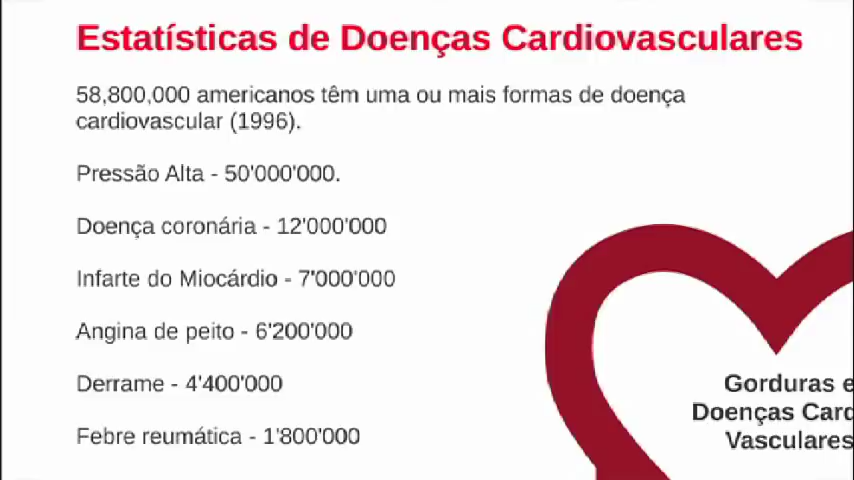 Estatísticas de Doenças Cardiovasculares
58,800,000 americanos têm uma ou mais formas de doença
cardiovascular (1996).
Pressão Alta - 50'000'000.
Doença coronária - 12'000'000
Infarte do Miocárdio - 7'000'000
Angina de peito - 6'200'000
Derrame - 4'400'000
Febre reumática - 1'800'000
Gorduras e
Doenças Card
Vasculares